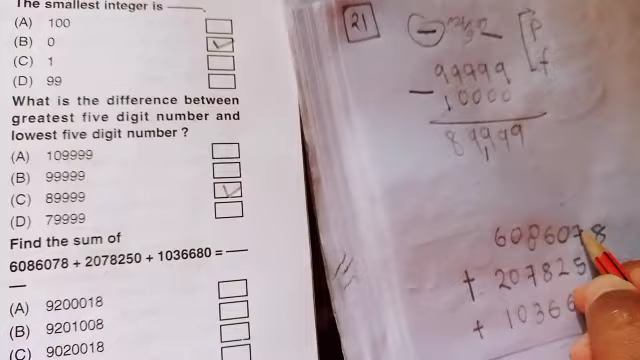 The smallest integer is ____.
(A) 100
(B) 0
(C) 1
(D) 99
What is the difference between
greatest five digit number and
lowest five digit number ?
(A) 109999
(B) 99999
(C) 89999
(D) 79999
Find the sum of
6086078 + 2078250 + 1036680 = —
—
(A) 9200018
(B) 9201008
(C) 9020018
21
99999
- 10000
89999
6086078
+ 207825
+ 10366